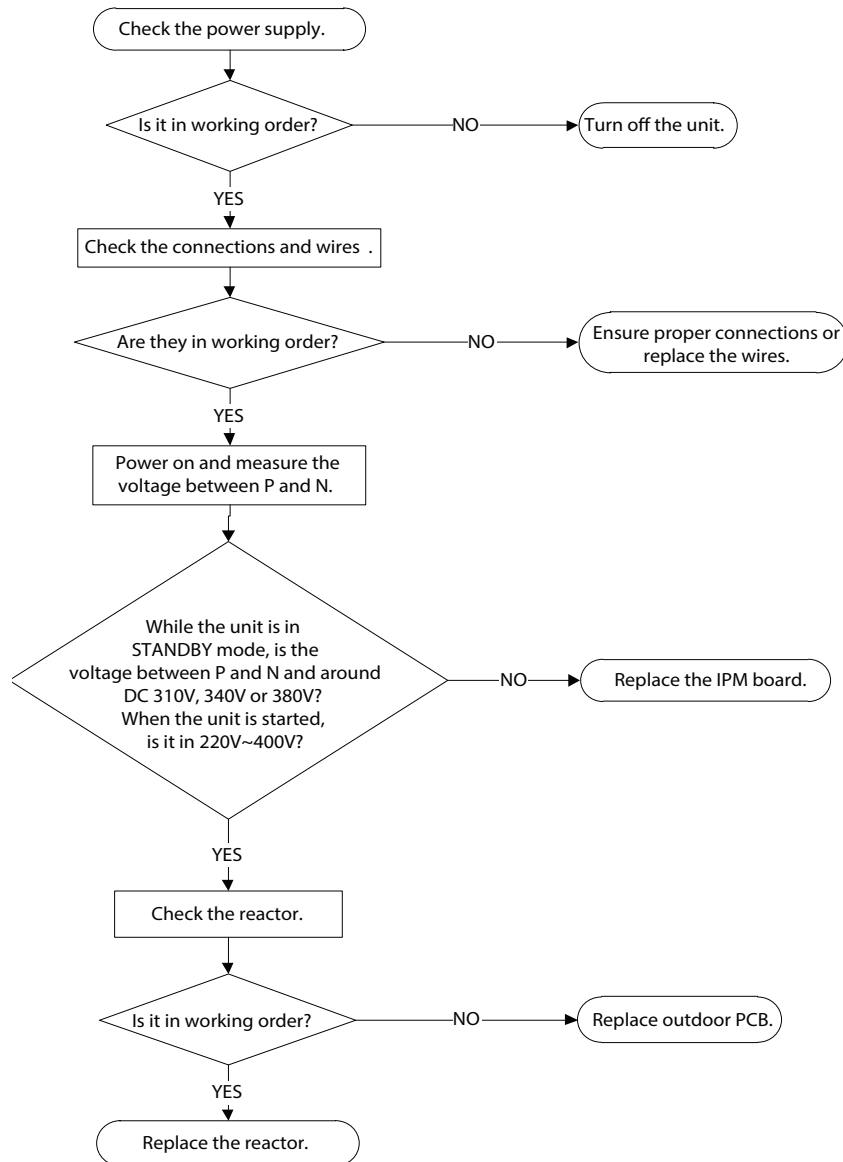 Check the power supply.
Is it in working order?
NO
Turn off the unit.
YES
Check the connections and wires .
Are they in working order?
NO
Ensure proper connections or
replace the wires.
YES
Power on and measure the
voltage between P and N.
While the unit is in
STANDBY mode, is the
voltage between P and N and around
DC 310V, 340V or 380V?
When the unit is started,
is it in 220V~400V?
NO
Replace the IPM board.
YES
Check the reactor.
Is it in working order?
NO
Replace outdoor PCB.
YES
Replace the reactor.